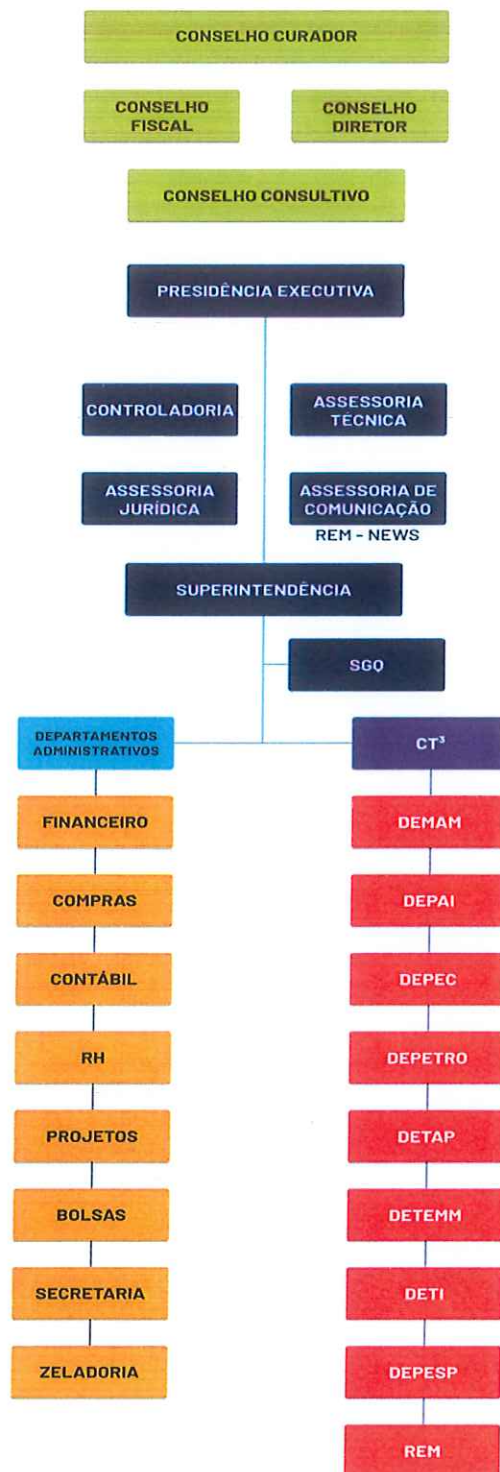 CONSELHO CURADOR
CONSELHO
FISCAL
CONSELHO
DIRETOR
CONSELHO CONSULTIVO
PRESIDÊNCIA EXECUTIVA
CONTROLADORIA
ASSESSORIA
TÉCNICA
ASSESSORIA
JURÍDICA
ASSESSORIA DE
COMUNICAÇÃO
REM - NEWS
SUPERINTENDÊNCIA
SGQ
DEPARTAMENTOS
ADMINISTRATIVOS
FINANCEIRO
COMPRAS
CONTÁBIL
RH
PROJETOS
BOLSAS
SECRETARIA
ZELADORIA
CT³
DEMAM
DEPAI
DEPEC
DEPETRO
DETAP
DETEMM
DETI
DEPESP
REM